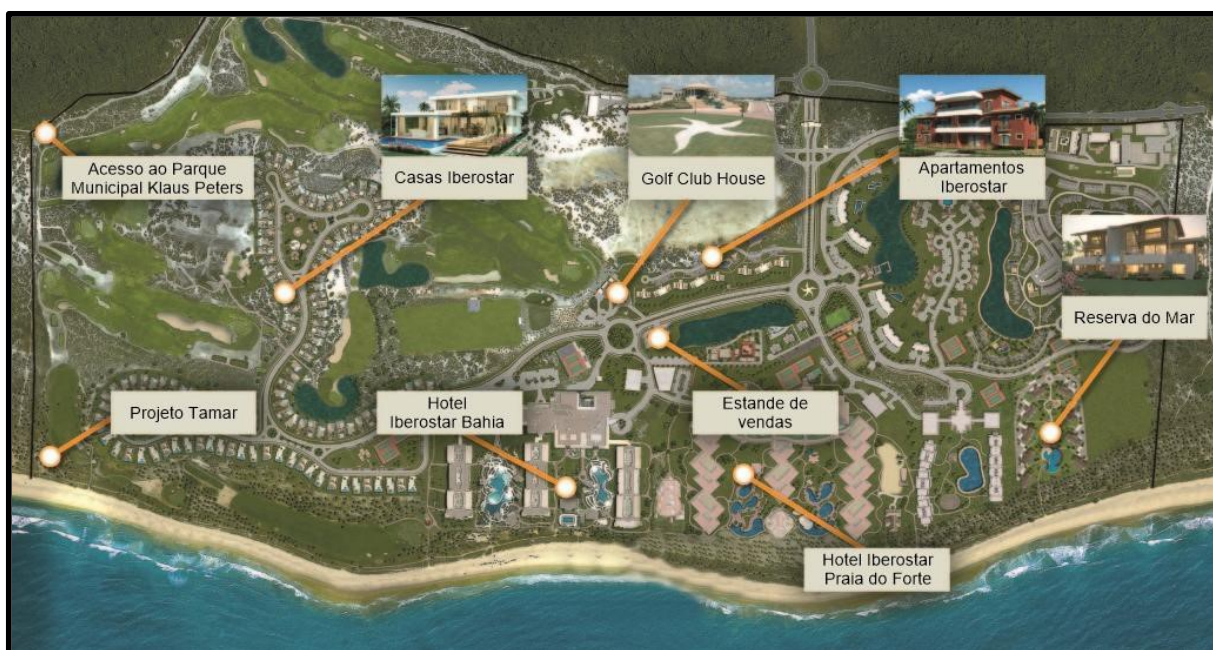 Acesso ao Parque
Municipal Klaus Peters
Casas Iberostar
Golf Club House
Apartamentos
Iberostar
Reserva do Mar
Projeto Tamar
Hotel
Iberostar Bahia
Estande de
vendas
Hotel Iberostar
Praia do Forte